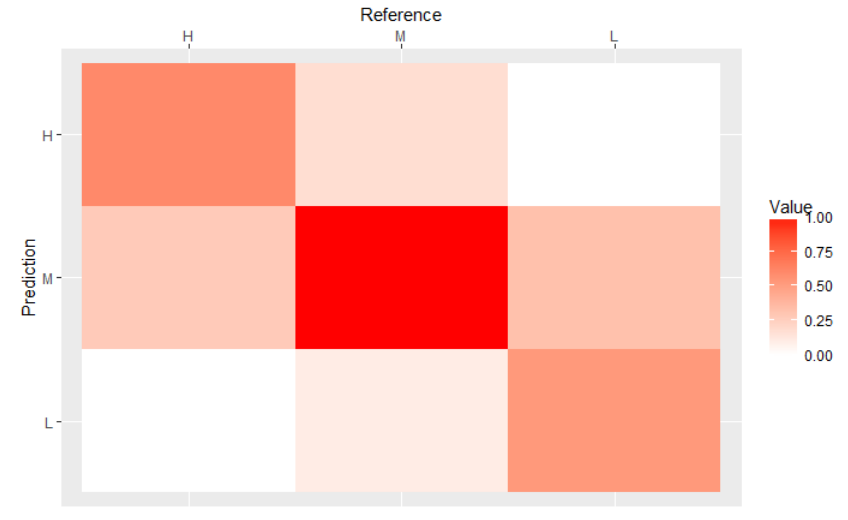 Reference
H M L
H
M
L
Prediction
Value
1.00
0.75
0.50
0.25
0.00